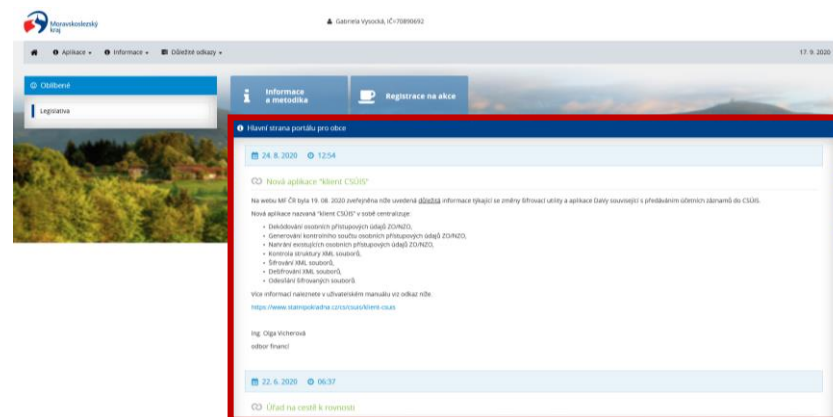 Moravskoslezský
kraj
Gabriela Vysocká, IČ=70890692
Aplikace
Informace
Důležité odkazy
17. 9. 2020
Oblíbené
Legislativa
Informace
a metodika
Registrace na akce
Hlavní strana portálu pro obce
24. 8. 2020 12:54
Nová aplikace "klient CSÚIS"
Na webu MF ČR byla 19. 08. 2020 zveřejněna níže uvedená důležitá informace týkající se změny šifrovací utility a aplikace Davy související s předáváním účetních záznamů do CSÚIS.
Nová aplikace nazvaná "klient CSÚIS" v sobě centralizuje:
• Dekódování osobních přístupových údajů ZO/NZO,
• Generování kontrolního součtu osobních přístupových údajů ZO/NZO,
• Nahrání existujících osobních přístupových údajů ZO/NZO,
• Kontrola struktury XML souborů,
• Šifrování XML souborů,
• Dešifrování XML souborů,
• Odesílání šifrovaných souborů.
Více informací naleznete v uživatelském manuálu viz odkaz níže.
https://www.statnipokladna.cz/cs/csuis/klient-csuis
Ing. Olga Vicherová
odbor financí
22. 6. 2020 06:37
Úřad na cestě k rovnosti